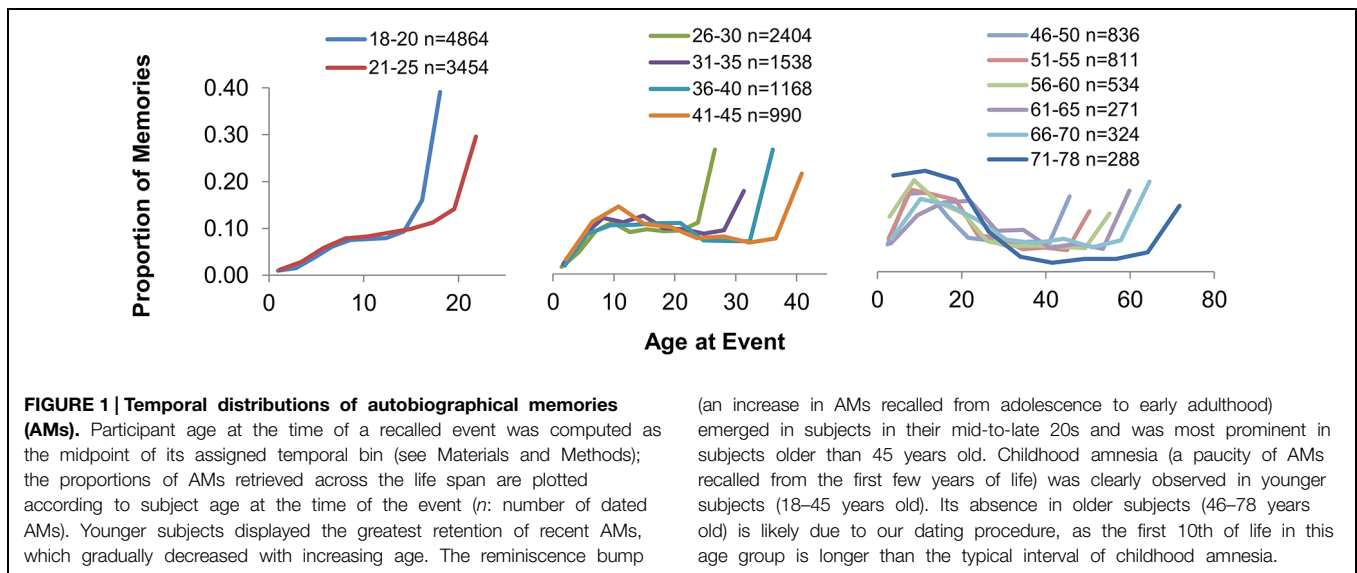 18-20 n=4864
21-25 n=3454
26-30 n=2404
31-35 n=1538
36-40 n=1168
41-45 n=990
46-50 n=836
51-55 n=811
56-60 n=534
61-65 n=271
66-70 n=324
71-78 n=288
Proportion of Memories
0.40
0.30
0.20
0.10
0.00
0 10 20
0 10 20 30 40
0 20 40 60 80
Age at Event
FIGURE 1 | Temporal distributions of autobiographical memories
(AMs). Participant age at the time of a recalled event was computed as
the midpoint of its assigned temporal bin (see Materials and Methods);
the proportions of AMs retrieved across the life span are plotted
according to subject age at the time of the event (n: number of dated
AMs). Younger subjects displayed the greatest retention of recent AMs,
which gradually decreased with increasing age. The reminiscence bump
(an increase in AMs recalled from adolescence to early adulthood)
emerged in subjects in their mid-to-late 20s and was most prominent in
subjects older than 45 years old. Childhood amnesia (a paucity of AMs
recalled from the first few years of life) was clearly observed in younger
subjects (18–45 years old). Its absence in older subjects (46–78 years
old) is likely due to our dating procedure, as the first 10th of life in this
age group is longer than the typical interval of childhood amnesia.